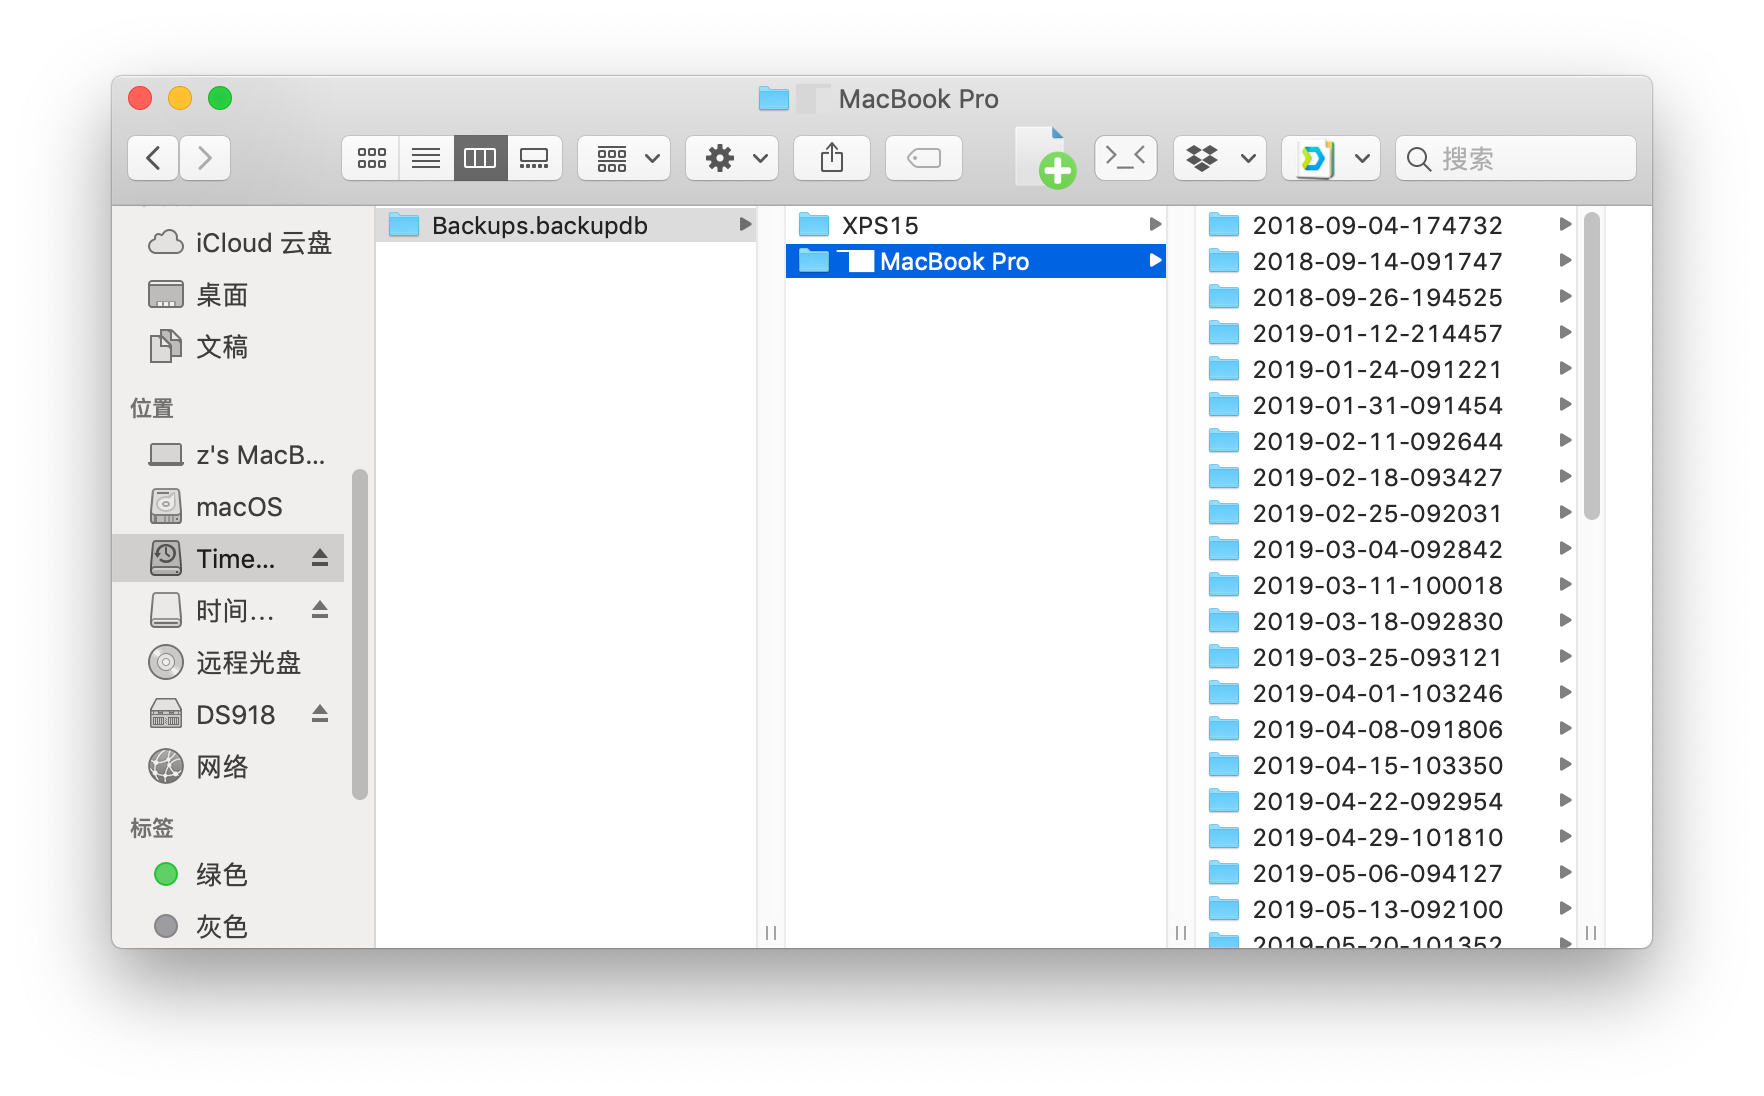 MacBook Pro
搜索
iCloud 云盘
桌面
文稿
位置
z's MacB...
macOS
Time...
时间...
远程光盘
DS918
网络
标签
绿色
灰色
Backups.backupdb
XPS15
MacBook Pro
2018-09-04-174732
2018-09-14-091747
2018-09-26-194525
2019-01-12-214457
2019-01-24-091221
2019-01-31-091454
2019-02-11-092644
2019-02-18-093427
2019-02-25-092031
2019-03-04-092842
2019-03-11-100018
2019-03-18-092830
2019-03-25-093121
2019-04-01-103246
2019-04-08-091806
2019-04-15-103350
2019-04-22-092954
2019-04-29-101810
2019-05-06-094127
2019-05-13-092100
2019-05-20-101352